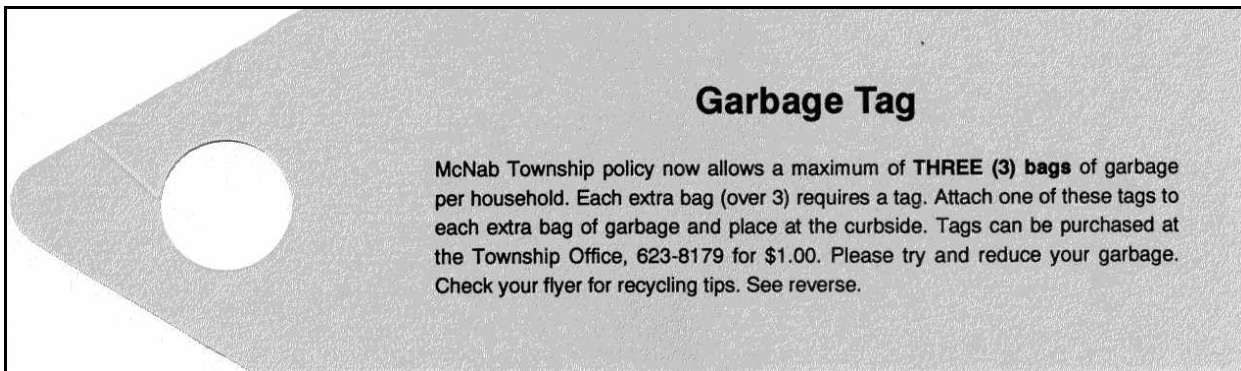 Garbage Tag
McNab Township policy now allows a maximum of THREE (3) bags of garbage
per household. Each extra bag (over 3) requires a tag. Attach one of these tags to
each extra bag of garbage and place at the curbside. Tags can be purchased at
the Township Office, 623-8179 for $1.00. Please try and reduce your garbage.
Check your flyer for recycling tips. See reverse.